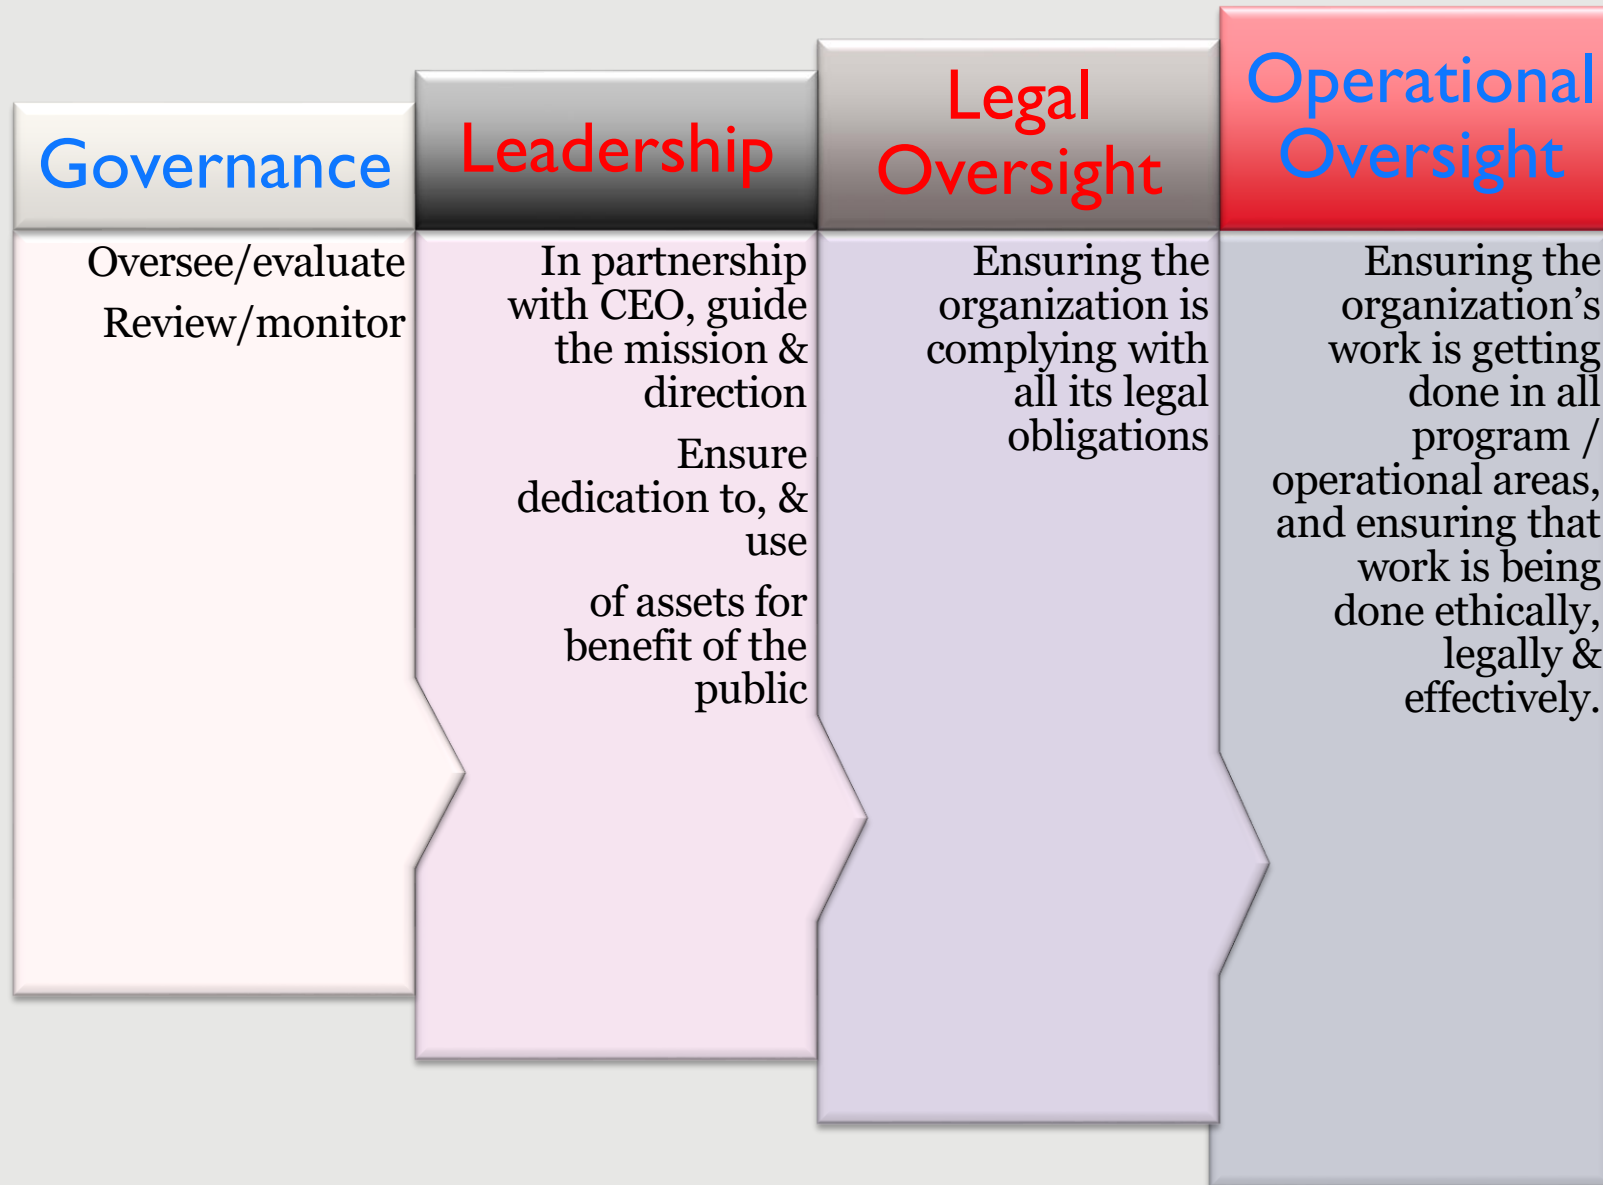 Governance
Oversee/evaluate
Review/monitor
Leadership
In partnership
with CEO, guide
the mission &
direction
Ensure
dedication to, &
use
of assets for
benefit of the
public
Legal
Oversight
Ensuring the
organization is
complying with
all its legal
obligations
Operational
Oversight
Ensuring the
organization’s
work is getting
done in all
program /
operational areas,
and ensuring that
work is being
done ethically,
legally &
effectively.